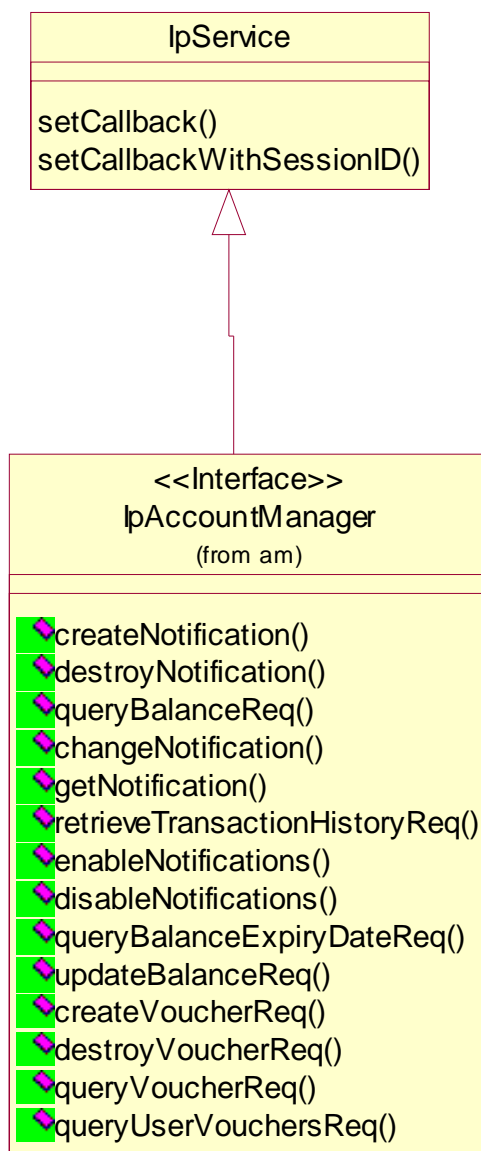 IpService
setCallback()
setCallbackWithSessionID()
<<Interface>>
IpAccountManager
(from am)
createNotification()
destroyNotification()
queryBalanceReq()
changeNotification()
getNotification()
retrieveTransactionHistoryReq()
enableNotifications()
disableNotifications()
queryBalanceExpiryDateReq()
updateBalanceReq()
createVoucherReq()
destroyVoucherReq()
queryVoucherReq()
queryUserVouchersReq()